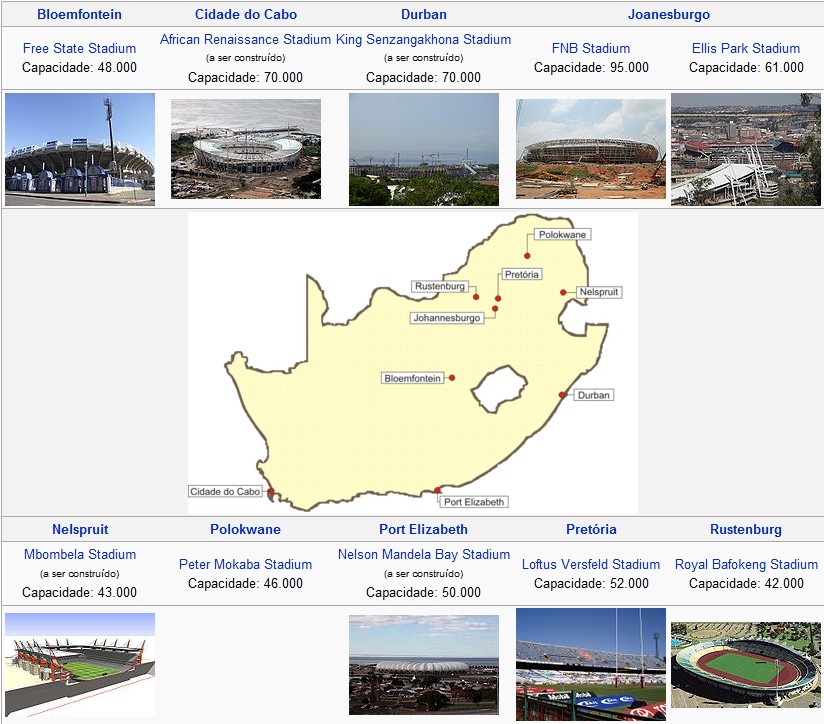 Bloemfontein
Cidade do Cabo
Durban
Joanesburgo
Free State Stadium
Capacidade: 48.000
African Renaissance Stadium
(a ser construído)
Capacidade: 70.000
King Senzangakhona Stadium
(a ser construído)
Capacidade: 70.000
FNB Stadium
Capacidade: 95.000
Ellis Park Stadium
Capacidade: 61.000
Polokwane
Pretória
Rustenburg
Nelspruit
Johannesburgo
Bloemfontein
Durban
Cidade do Cabo
Port Elizabeth
Nelspruit
Polokwane
Port Elizabeth
Pretória
Rustenburg
Mbombela Stadium
(a ser construído)
Capacidade: 43.000
Peter Mokaba Stadium
Capacidade: 46.000
Nelson Mandela Bay Stadium
(a ser construído)
Capacidade: 50.000
Loftus Versfeld Stadium
Capacidade: 52.000
Royal Bafokeng Stadium
Capacidade: 42.000